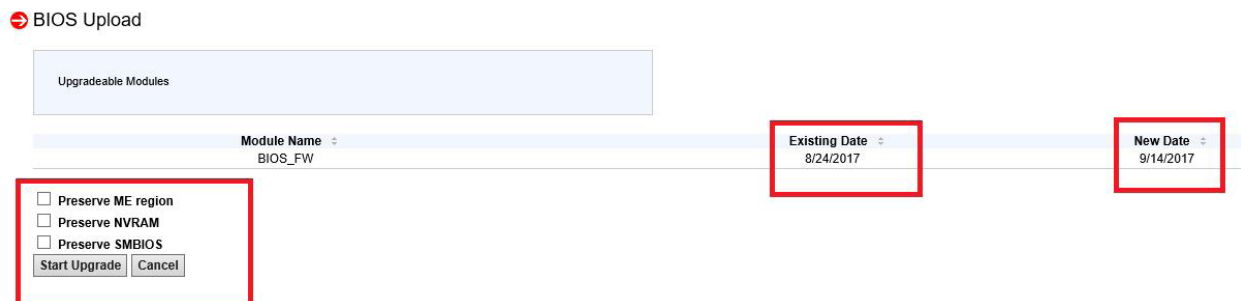 BIOS Upload
Upgradeable Modules
Module Name Existing Date New Date
BIOS_FW 8/24/2017 9/14/2017
Preserve ME region
Preserve NVRAM
Preserve SMBIOS
Start Upgrade Cancel